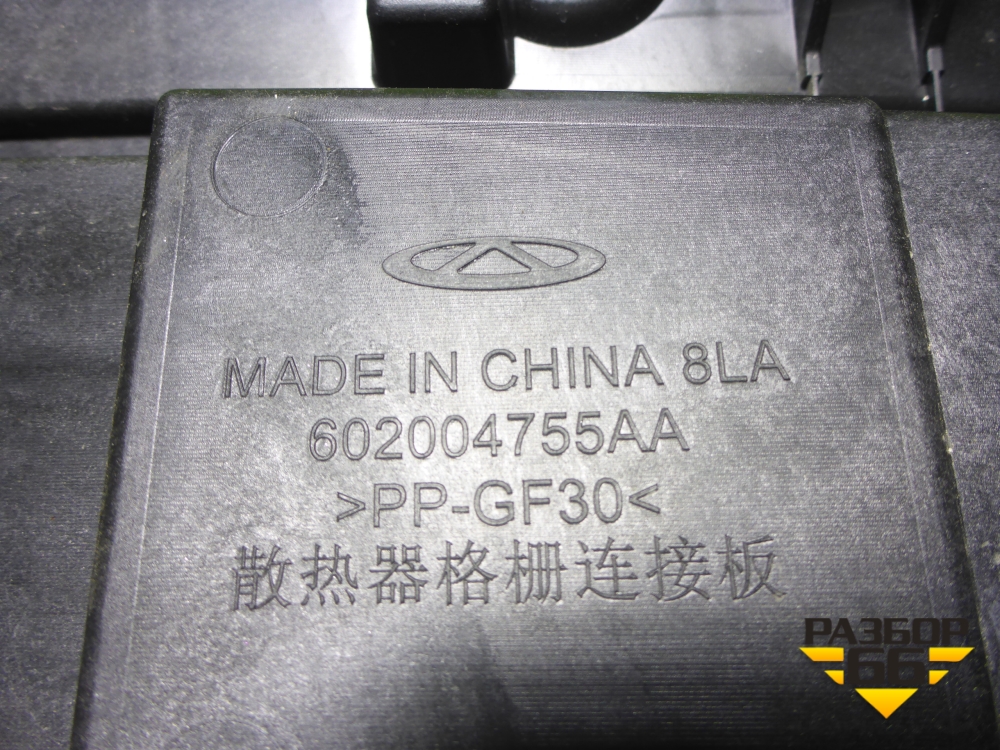 MADE IN CHINA 8LA
602004755AA
>PP-GF30<
散热器格栅连接板
РАЗБОР
66